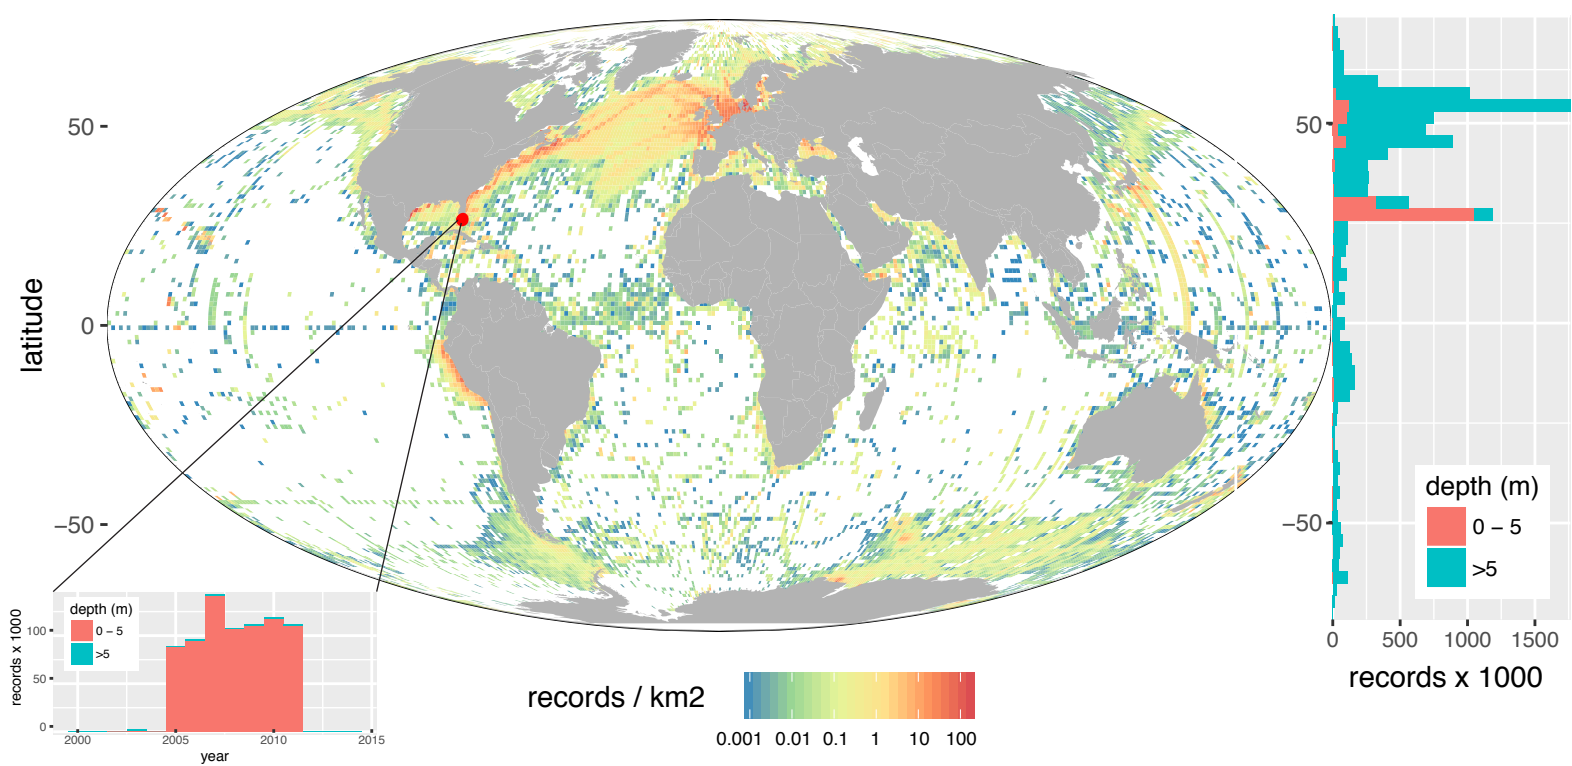 50
0
−50
latitude
50
−50
depth (m)
0 − 5
>5
0 500 1000 1500
records x 1000
depth (m)
0 − 5
>5
100
50
0
records x 1000
2000 2005 2010 2015
year
records / km2
0.001 0.01 0.1 1 10 100